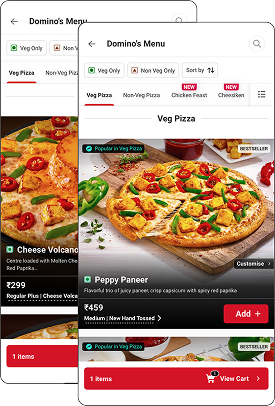 Domino's Menu
Veg Only
Non V
Veg Pizza
Non-Veg Pizz
Cheese Volcano
Centre loaded with Molten Chee
Red Paprika...
₹299
Regular Plus | Cheese Volca
1 items
Domino's Menu
Veg Only
Non Veg Only
Sort by
NEW
NEW
Veg Pizza
Non-Veg Pizza
Chicken Feast
Cheesiken
Veg Pizza
Popular in Veg Pizza
BESTSELLER
Customise
Peppy Paneer
Flavorful trio of juicy paneer, crisp capsicum with spicy red paprika
₹459
Medium | New Hand Tossed
Add +
Popular in Veg Pizza
BESTSELLER
1 items
1
View Cart